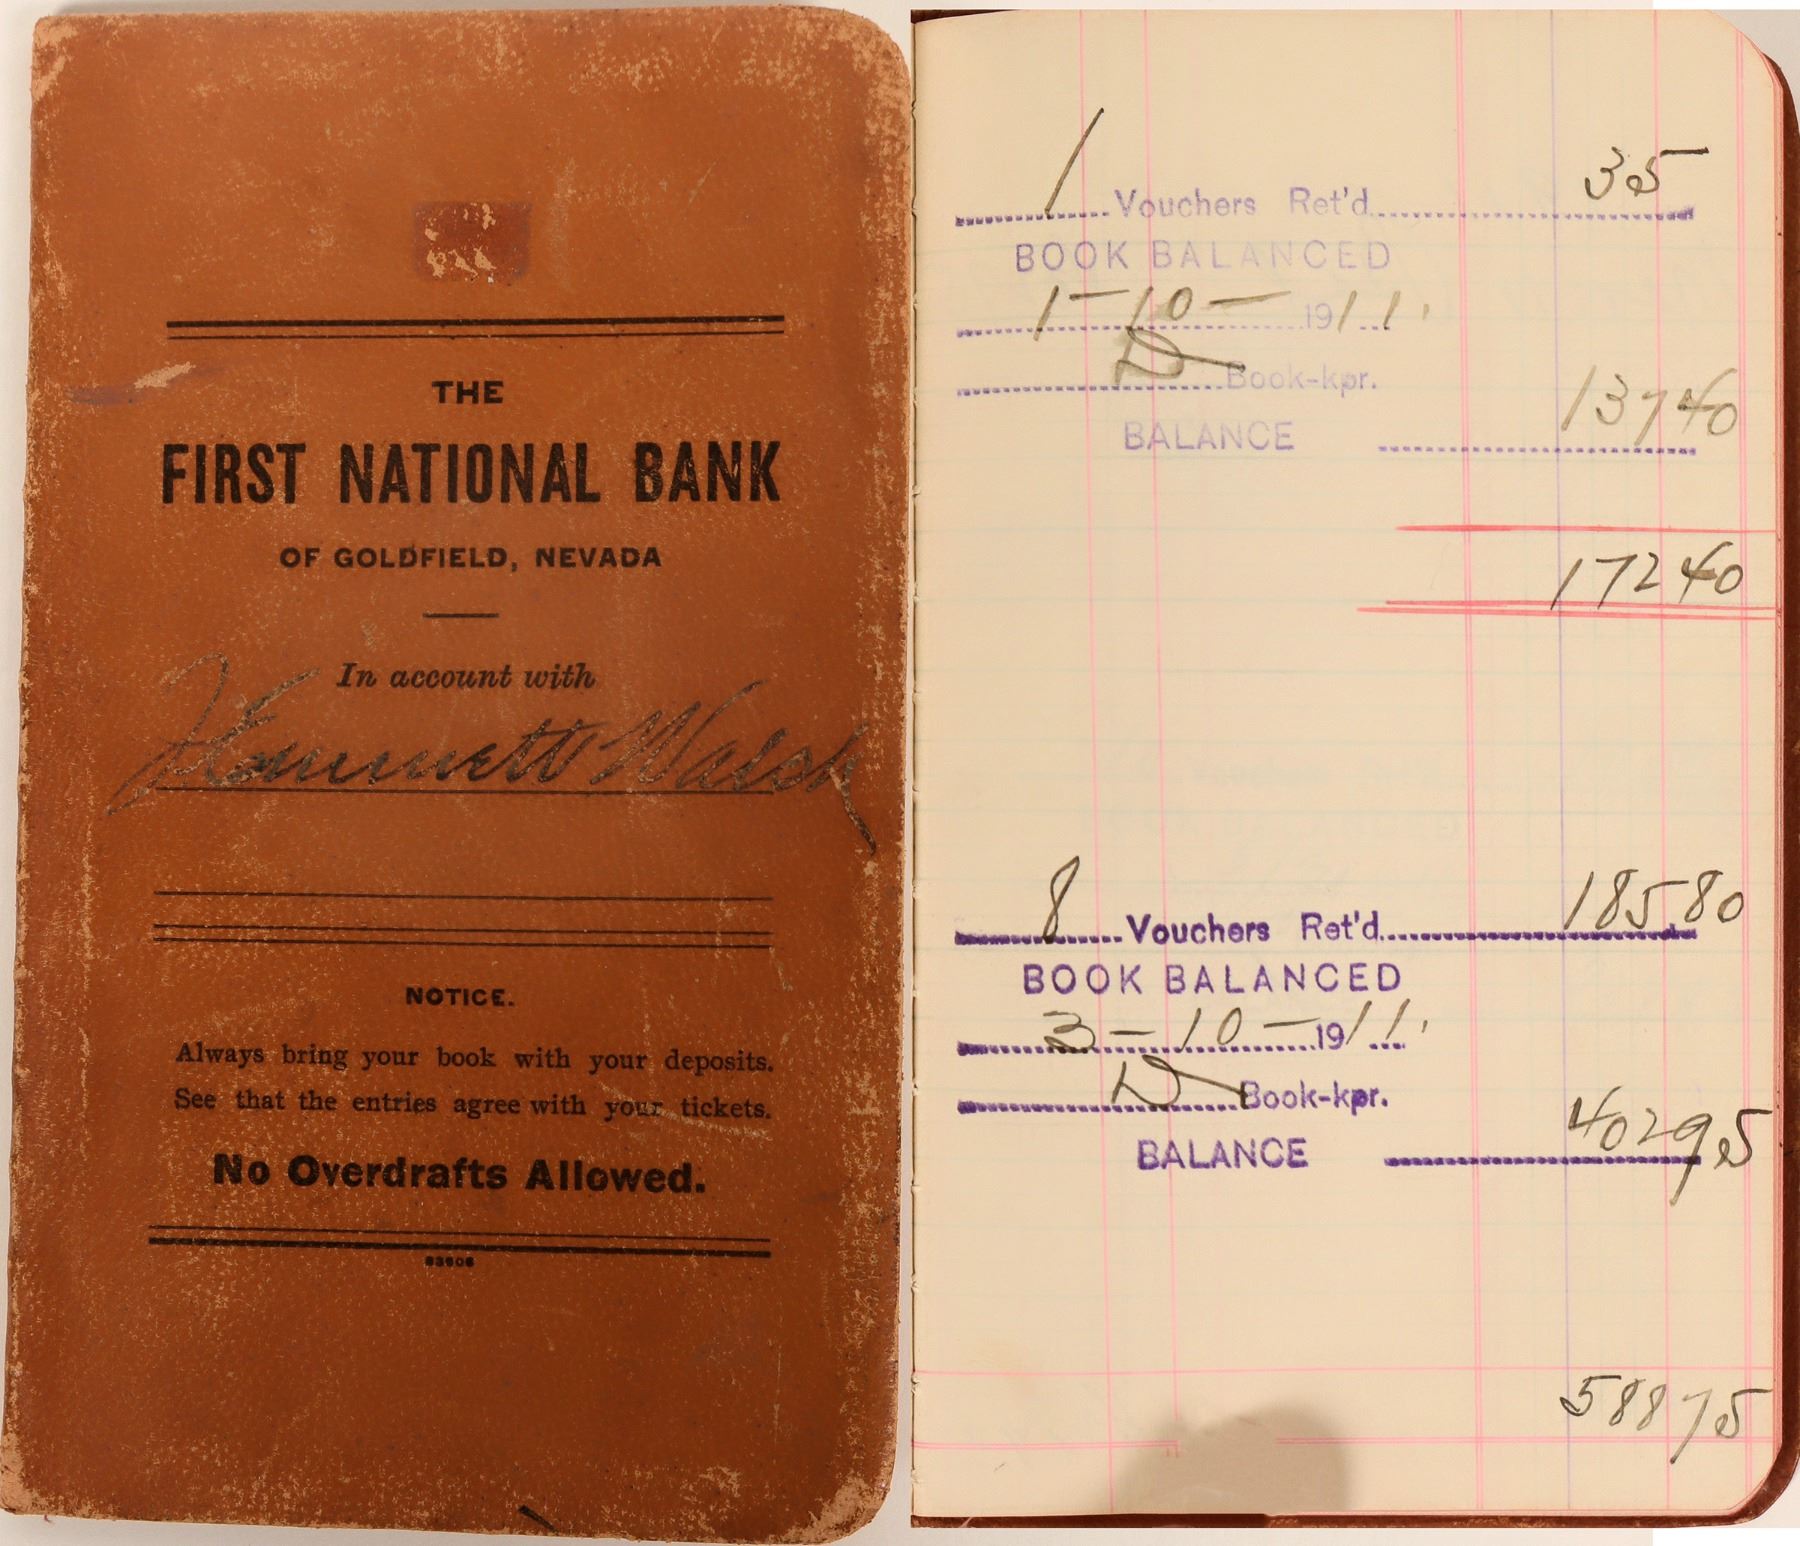 THE
FIRST NATIONAL BANK
OF GOLDFIELD, NEVADA
In account with
Walsh
NOTICE.
Always bring your book with your deposits.
See that the entries agree with your tickets.
No Overdrafts Allowed.
1 Vouchers Ret'd 35
BOOK BALANCED
1-10-1911
D Book-kpr.
BALANCE 137 40
172 40
8 Vouchers Ret'd 185 80
BOOK BALANCED
3-10-1911
D Book-kpr.
BALANCE 402 95
588 75